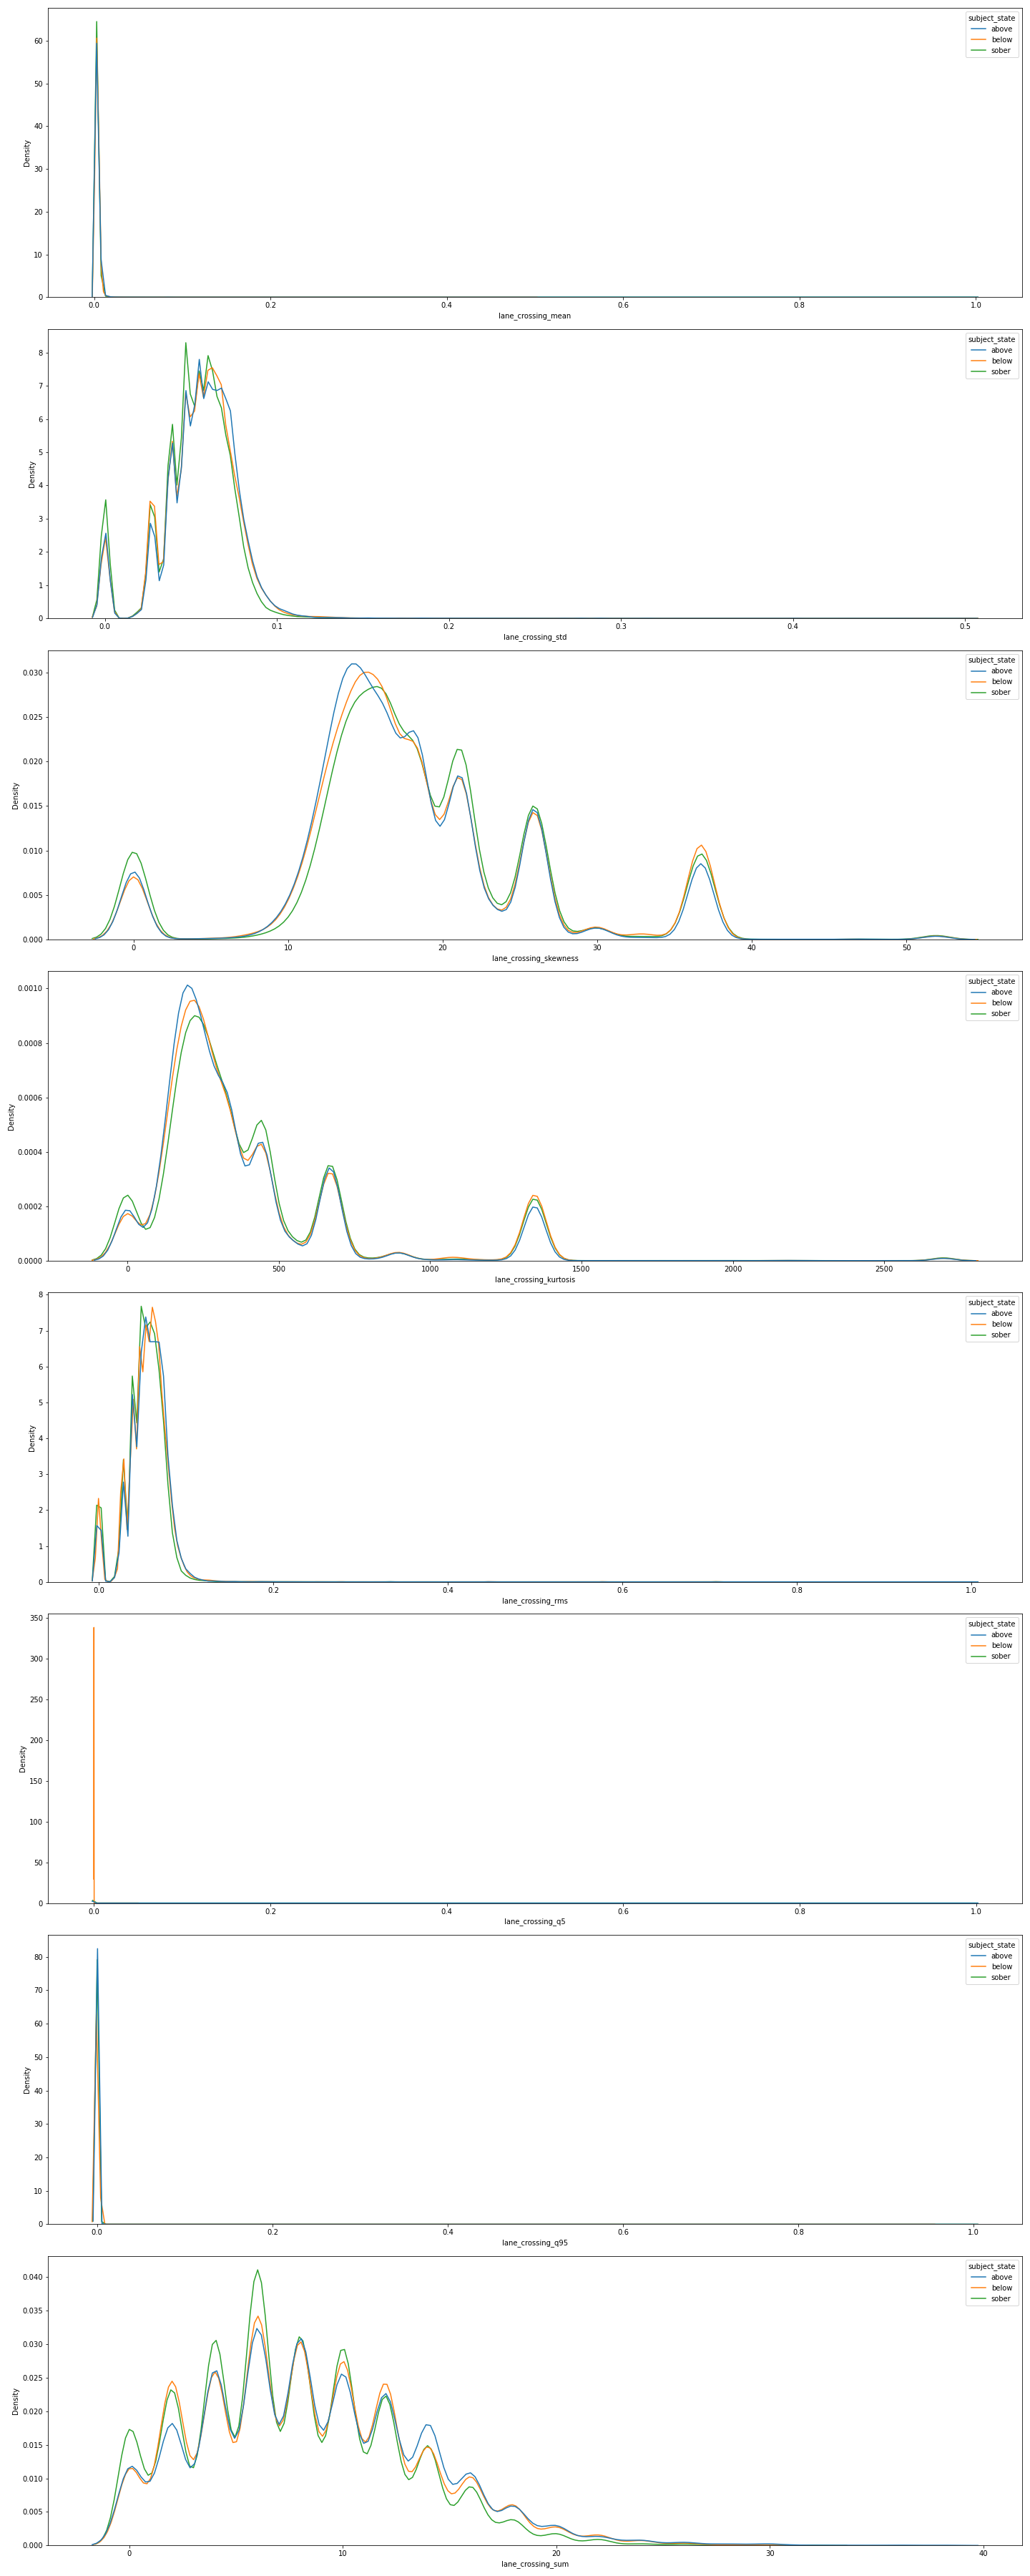 subject_state
above
below
sober
Density
60
50
40
30
20
10
0
0.0 0.2 0.4 0.6 0.8 1.0
lane_crossing_mean
subject_state
above
below
sober
Density
8
7
6
5
4
3
2
1
0
0.0 0.1 0.2 0.3 0.4 0.5
lane_crossing_std
subject_state
above
below
sober
Density
0.030
0.025
0.020
0.015
0.010
0.005
0.000
0 10 20 30 40 50
lane_crossing_skewness
subject_state
above
below
sober
Density
0.0010
0.0008
0.0006
0.0004
0.0002
0.0000
0 500 1000 1500 2000 2500
lane_crossing_kurtosis
subject_state
above
below
sober
Density
8
7
6
5
4
3
2
1
0
0.0 0.2 0.4 0.6 0.8 1.0
lane_crossing_rms
subject_state
above
below
sober
Density
350
300
250
200
150
100
50
0
0.0 0.2 0.4 0.6 0.8 1.0
lane_crossing_q5
subject_state
above
below
sober
Density
80
70
60
50
40
30
20
10
0
0.0 0.2 0.4 0.6 0.8 1.0
lane_crossing_q95
subject_state
above
below
sober
Density
0.040
0.035
0.030
0.025
0.020
0.015
0.010
0.005
0.000
0 10 20 30 40
lane_crossing_sum